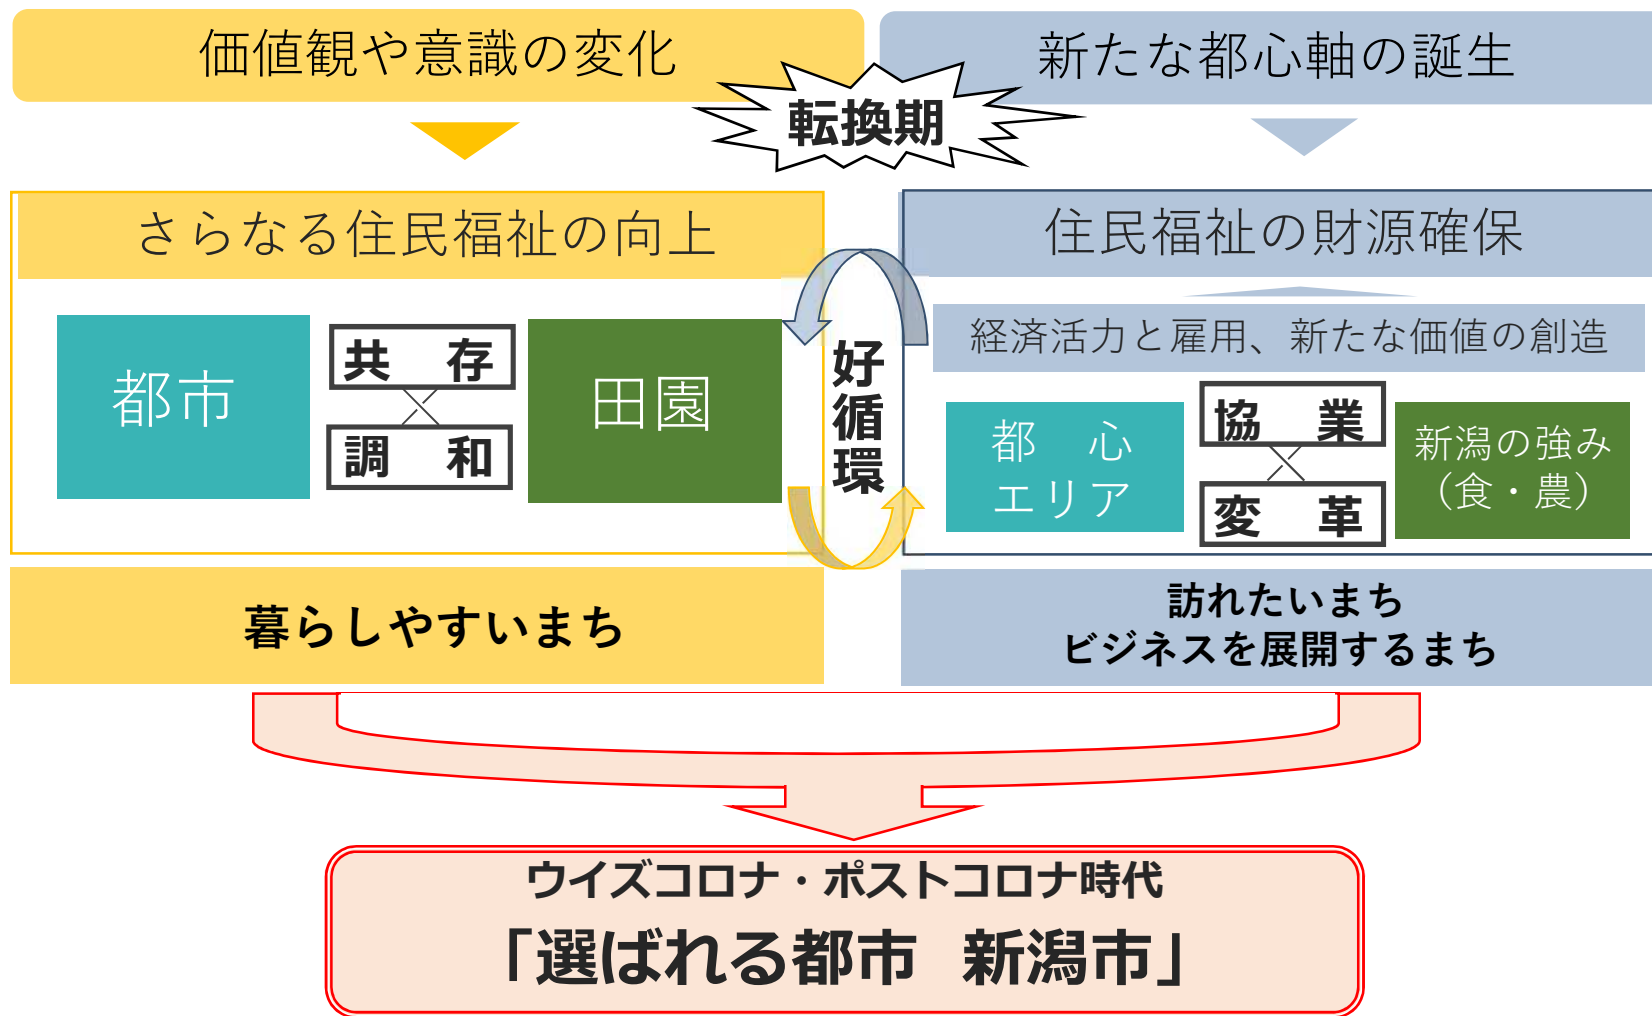 価値観や意識の変化
新たな都心軸の誕生
転換期
さらなる住民福祉の向上
都市
共　存
調　和
田園
好循環
住民福祉の財源確保
経済活力と雇用、新たな価値の創造
都　心
エリア
協　業
変　革
新潟の強み
（食・農）
暮らしやすいまち
訪れたいまち
ビジネスを展開するまち
ウイズコロナ・ポストコロナ時代
「選ばれる都市　新潟市」